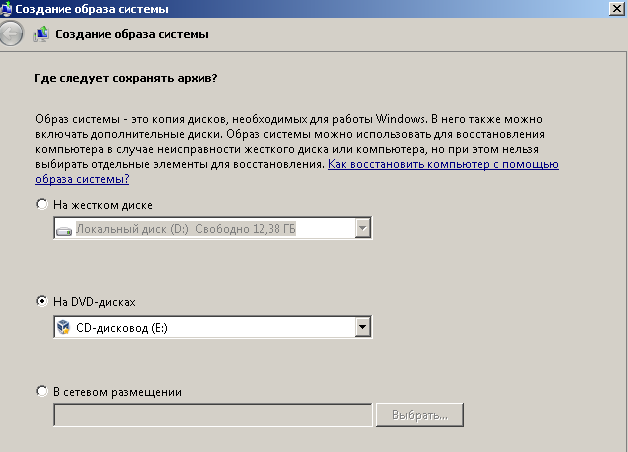 Создание образа системы
Создание образа системы
Где следует сохранять архив?
Образ системы - это копия дисков, необходимых для работы Windows. В него также можно
включать дополнительные диски. Образ системы можно использовать для восстановления
компьютера в случае неисправности жесткого диска или компьютера, но при этом нельзя
выбирать отдельные элементы для восстановления. Как восстановить компьютер с помощью
образа системы?
На жестком диске
Локальный диск (D:) Свободно 12,38 ГБ
На DVD-дисках
CD-дисковод (E:)
В сетевом размещении
Выбрать...